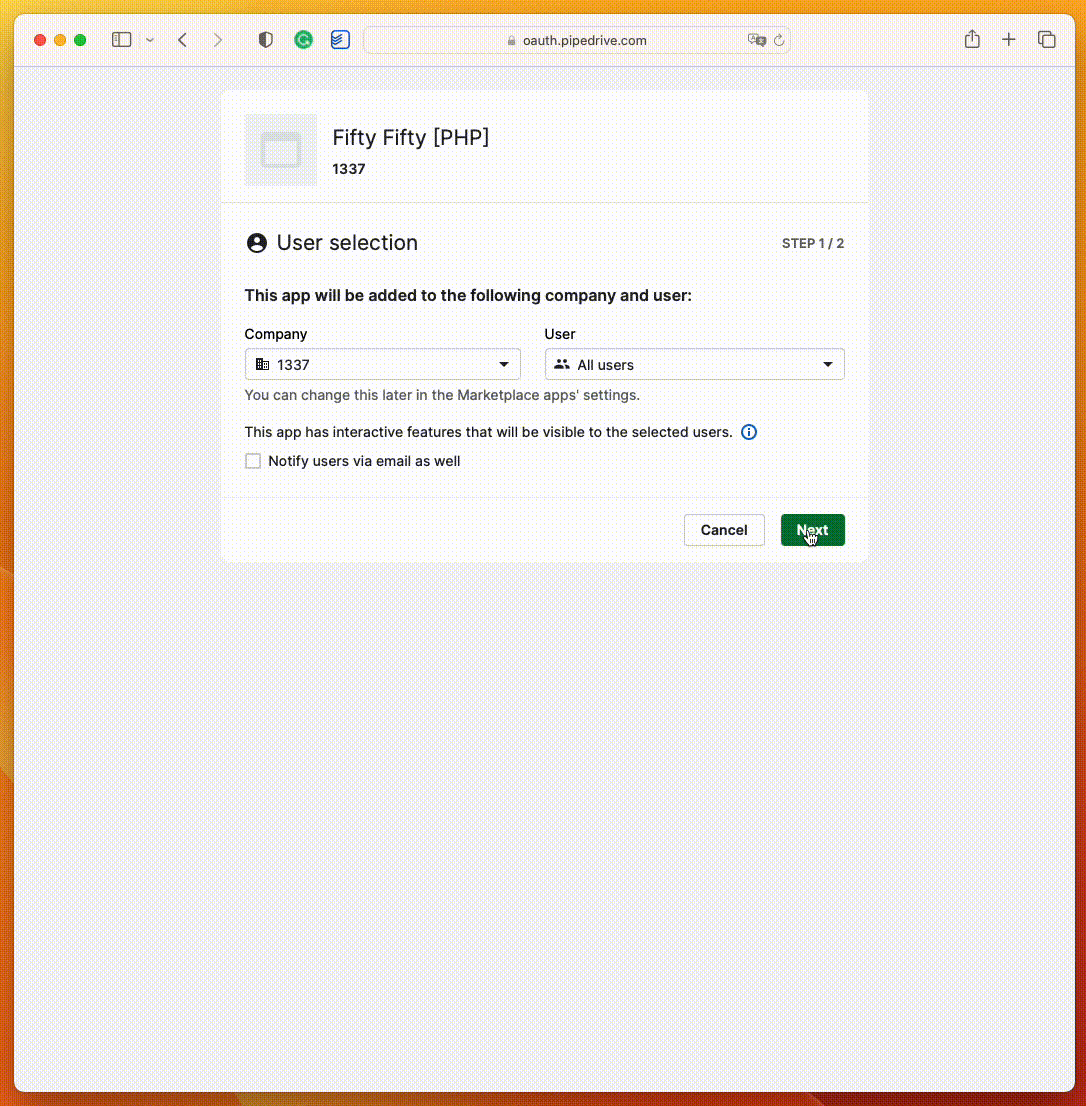 oauth.pipedrive.com
Fifty Fifty [PHP]
1337
User selection
STEP 1 / 2
This app will be added to the following company and user:
Company
User
1337
All users
You can change this later in the Marketplace apps' settings.
This app has interactive features that will be visible to the selected users.
Notify users via email as well
Cancel
Next